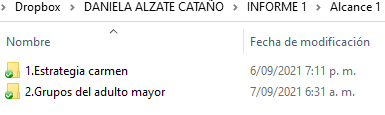 Dropbox > DANIELA ALZATE CATAÑO > INFORME 1 > Alcance 1
Nombre Fecha de modificación
1.Estrategia carmen 6/09/2021 7:11 p. m.
2.Grupos del adulto mayor 7/09/2021 6:31 a. m.